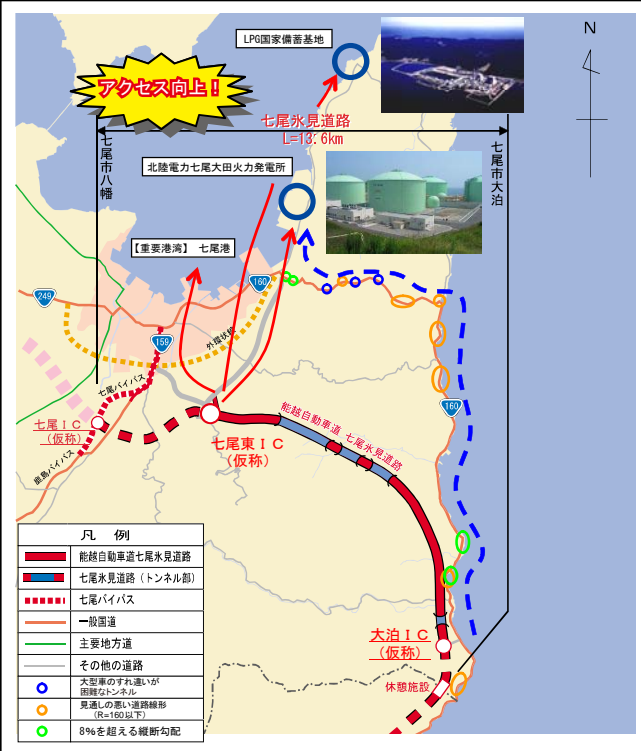 LPG国家備蓄基地
N
アクセス向上！
七尾氷見道路
L=13.6km
七尾市八幡
七尾市大泊
北陸電力七尾大田火力発電所
【重要港湾】 七尾港
249
160
159
外環状線
七尾バイパス
160
七尾ＩＣ
（仮称）
能越自動車道 七尾氷見道路
七尾東ＩＣ
（仮称）
鹿島バイパス
凡 例
能越自動車道七尾氷見道路
七尾氷見道路（トンネル部）
七尾バイパス
一般国道
主要地方道
その他の道路
大型車のすれ違いが
困難なトンネル
見通しの悪い道路線形
（R=160以下）
8%を超える縦断勾配
大泊ＩＣ
（仮称）
休憩施設